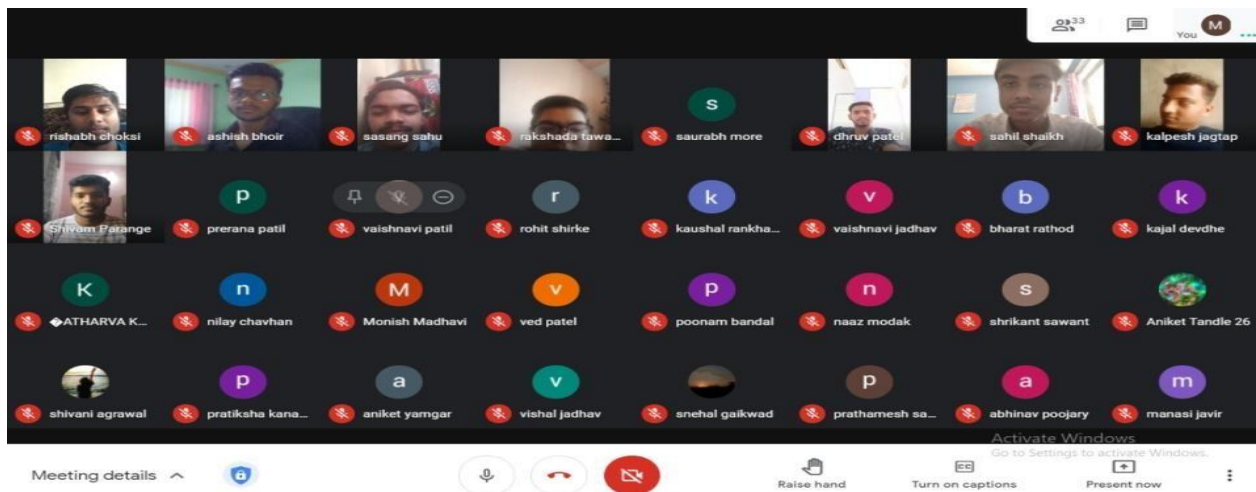 33
You M
rishabh choksi ashish bhoir sasang sahu rakshada tawa... s saurabh more dhruv patel sahil shaikh kalpesh jagtap
Shivam Parange p prerana patil vaishnavi patil r rohit shirke k kaushal rankha... v vaishnavi jadhav b bharat rathod k kajal devdhe
K �ATHARVA K... n nilay chavhan M Monish Madhavi v ved patel p poonam bandal n naaz modak s shrikant sawant Aniket Tandle 26
shivani agrawal p pratiksha kana... a aniket yamgar v vishal jadhav snehal gaikwad p prathamesh sa... a abhinav poojary m manasi javir
Activate Windows
Go to Settings to activate Windows.
Meeting details Raise hand CC Turn on captions Present now